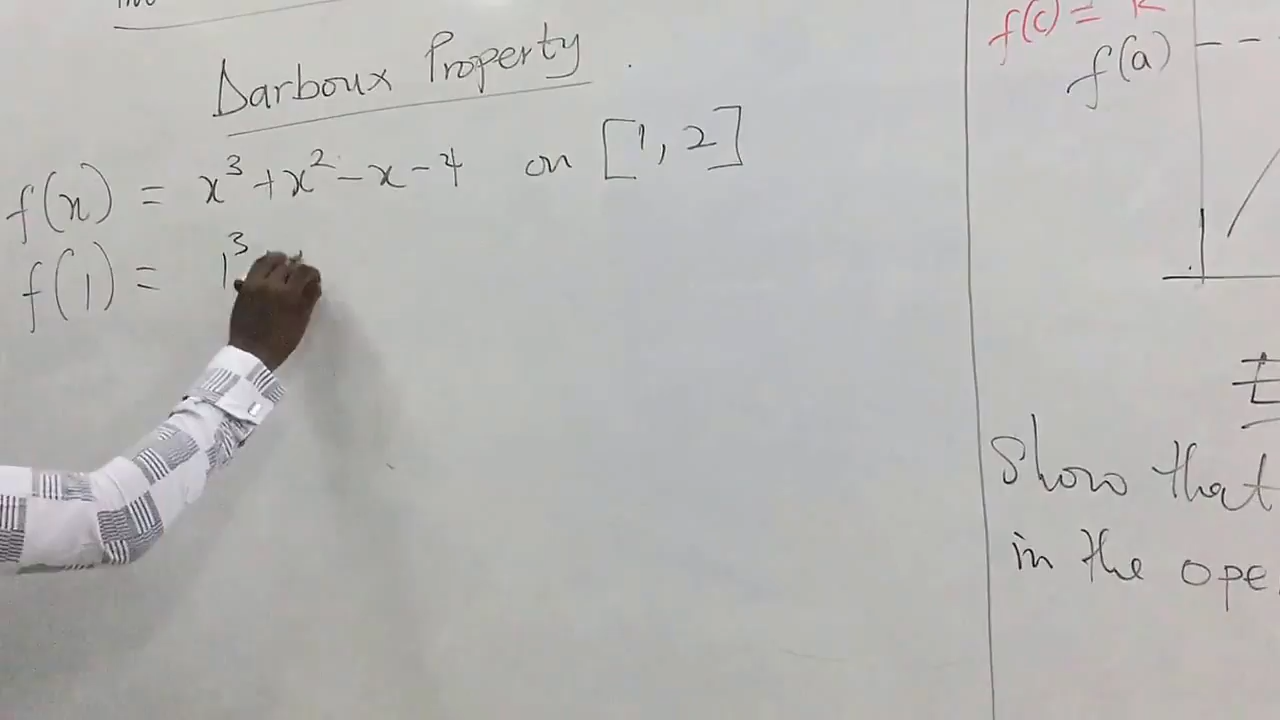 Darboux Property .
f(x) = x³+x²-x-4 on [1, 2]
f(1) = 1³
f(c) = k
f(a)
Show that
in the ope